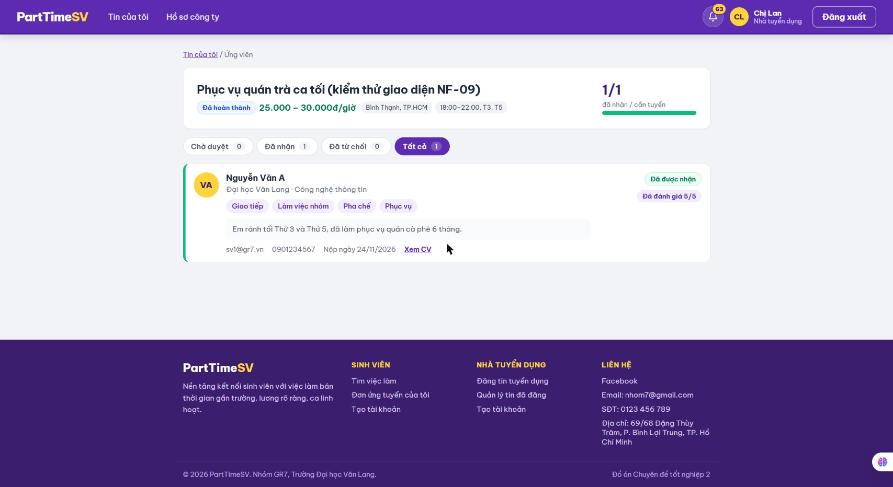 PartTimeSV
Tin của tôi
Hồ sơ công ty
63
CL
Chị Lan
Nhà tuyển dụng
Đăng xuất
Tin của tôi / Ứng viên
Phục vụ quán trà ca tối (kiểm thử giao diện NF-09)
Đã hoàn thành
25.000 – 30.000đ/giờ
Bình Thạnh, TP.HCM
18:00–22:00, T3, T5
1/1
đã nhận / cần tuyển
Chờ duyệt 0
Đã nhận 1
Đã từ chối 0
Tất cả 1
VA
Nguyễn Văn A
Đại học Văn Lang · Công nghệ thông tin
Giao tiếp
Làm việc nhóm
Pha chế
Phục vụ
Em rảnh tối Thứ 3 và Thứ 5, đã làm phục vụ quán cà phê 6 tháng.
sv1@gr7.vn
0901234567
Nộp ngày 24/11/2026
Xem CV
Đã được nhận
Đã đánh giá 5/5
PartTimeSV
Nền tảng kết nối sinh viên với việc làm bán
thời gian gần trường, lương rõ ràng, ca linh
hoạt.
SINH VIÊN
Tìm việc làm
Đơn ứng tuyển của tôi
Tạo tài khoản
NHÀ TUYỂN DỤNG
Đăng tin tuyển dụng
Quản lý tin đã đăng
Tạo tài khoản
LIÊN HỆ
Facebook
Email: nhom7@gmail.com
SĐT: 0123 456 789
Địa chỉ: 69/68 Đặng Thùy
Trâm, P. Bình Lợi Trung, TP. Hồ
Chí Minh
© 2026 PartTimeSV. Nhóm GR7, Trường Đại học Văn Lang.
Đồ án Chuyên đề tốt nghiệp 2